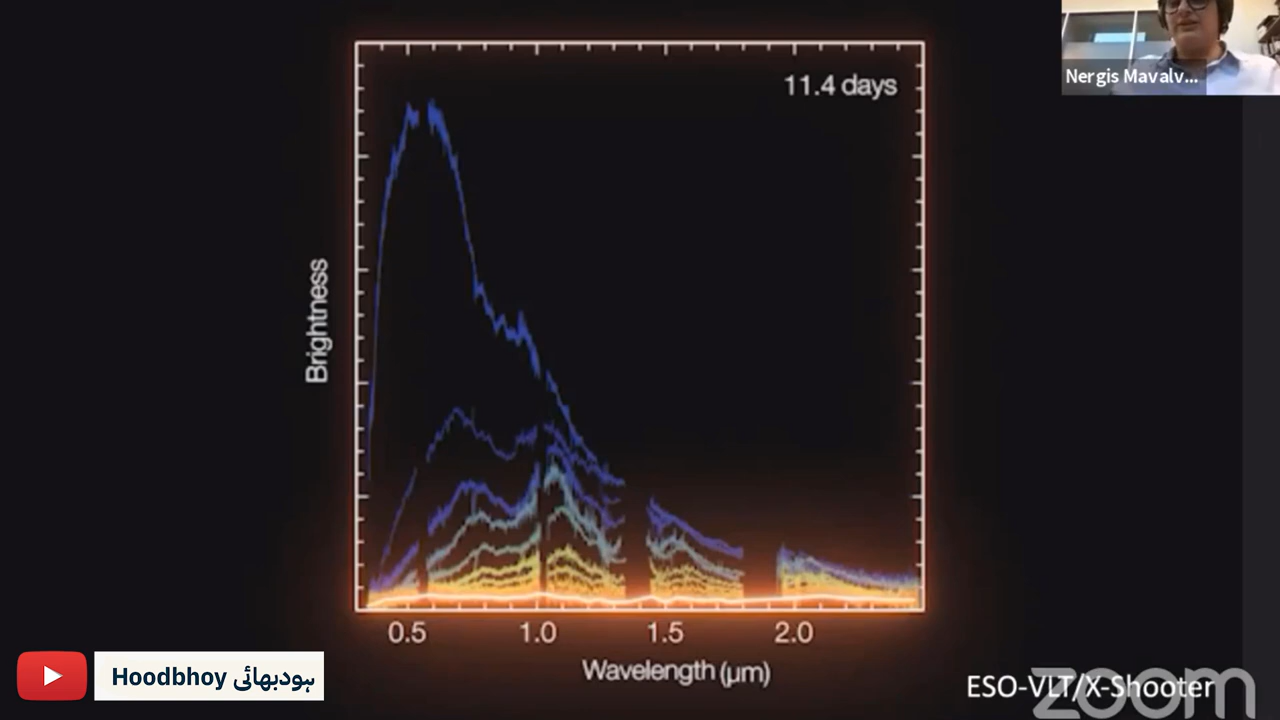 11.4 days
Nergis Mavalv...
Brightness
0.5 1.0 1.5 2.0
Wavelength (μm)
Hoodbhoy ہودبھائی
ESO-VLT/X-Shooter
zoom